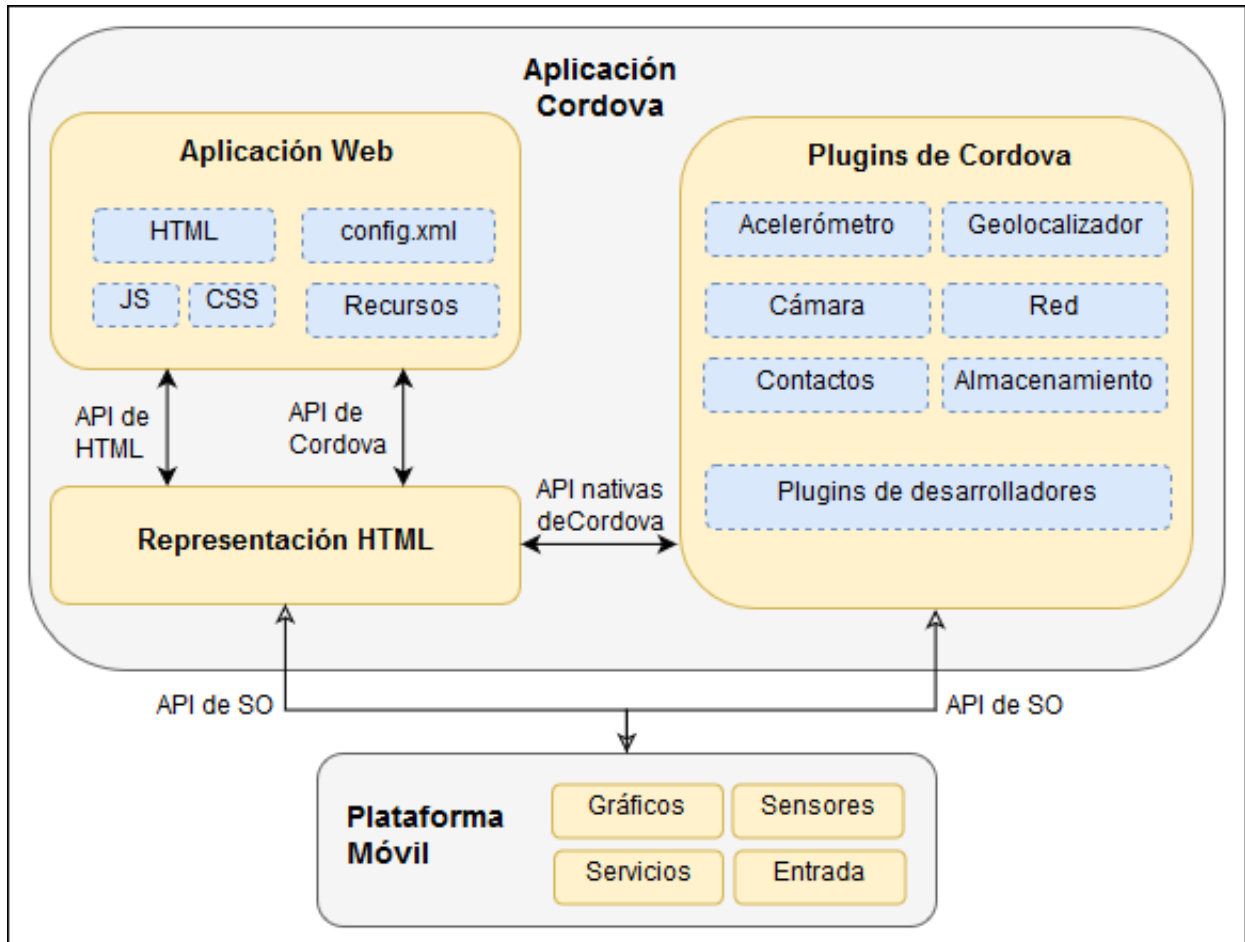 Aplicación
Cordova
Aplicación Web
HTML
config.xml
JS
CSS
Recursos
API de
HTML
API de
Cordova
Representación HTML
API nativas
deCordova
Plugins de Cordova
Acelerómetro
Geolocalizador
Cámara
Red
Contactos
Almacenamiento
Plugins de desarrolladores
API de SO
API de SO
Plataforma
Móvil
Gráficos
Sensores
Servicios
Entrada